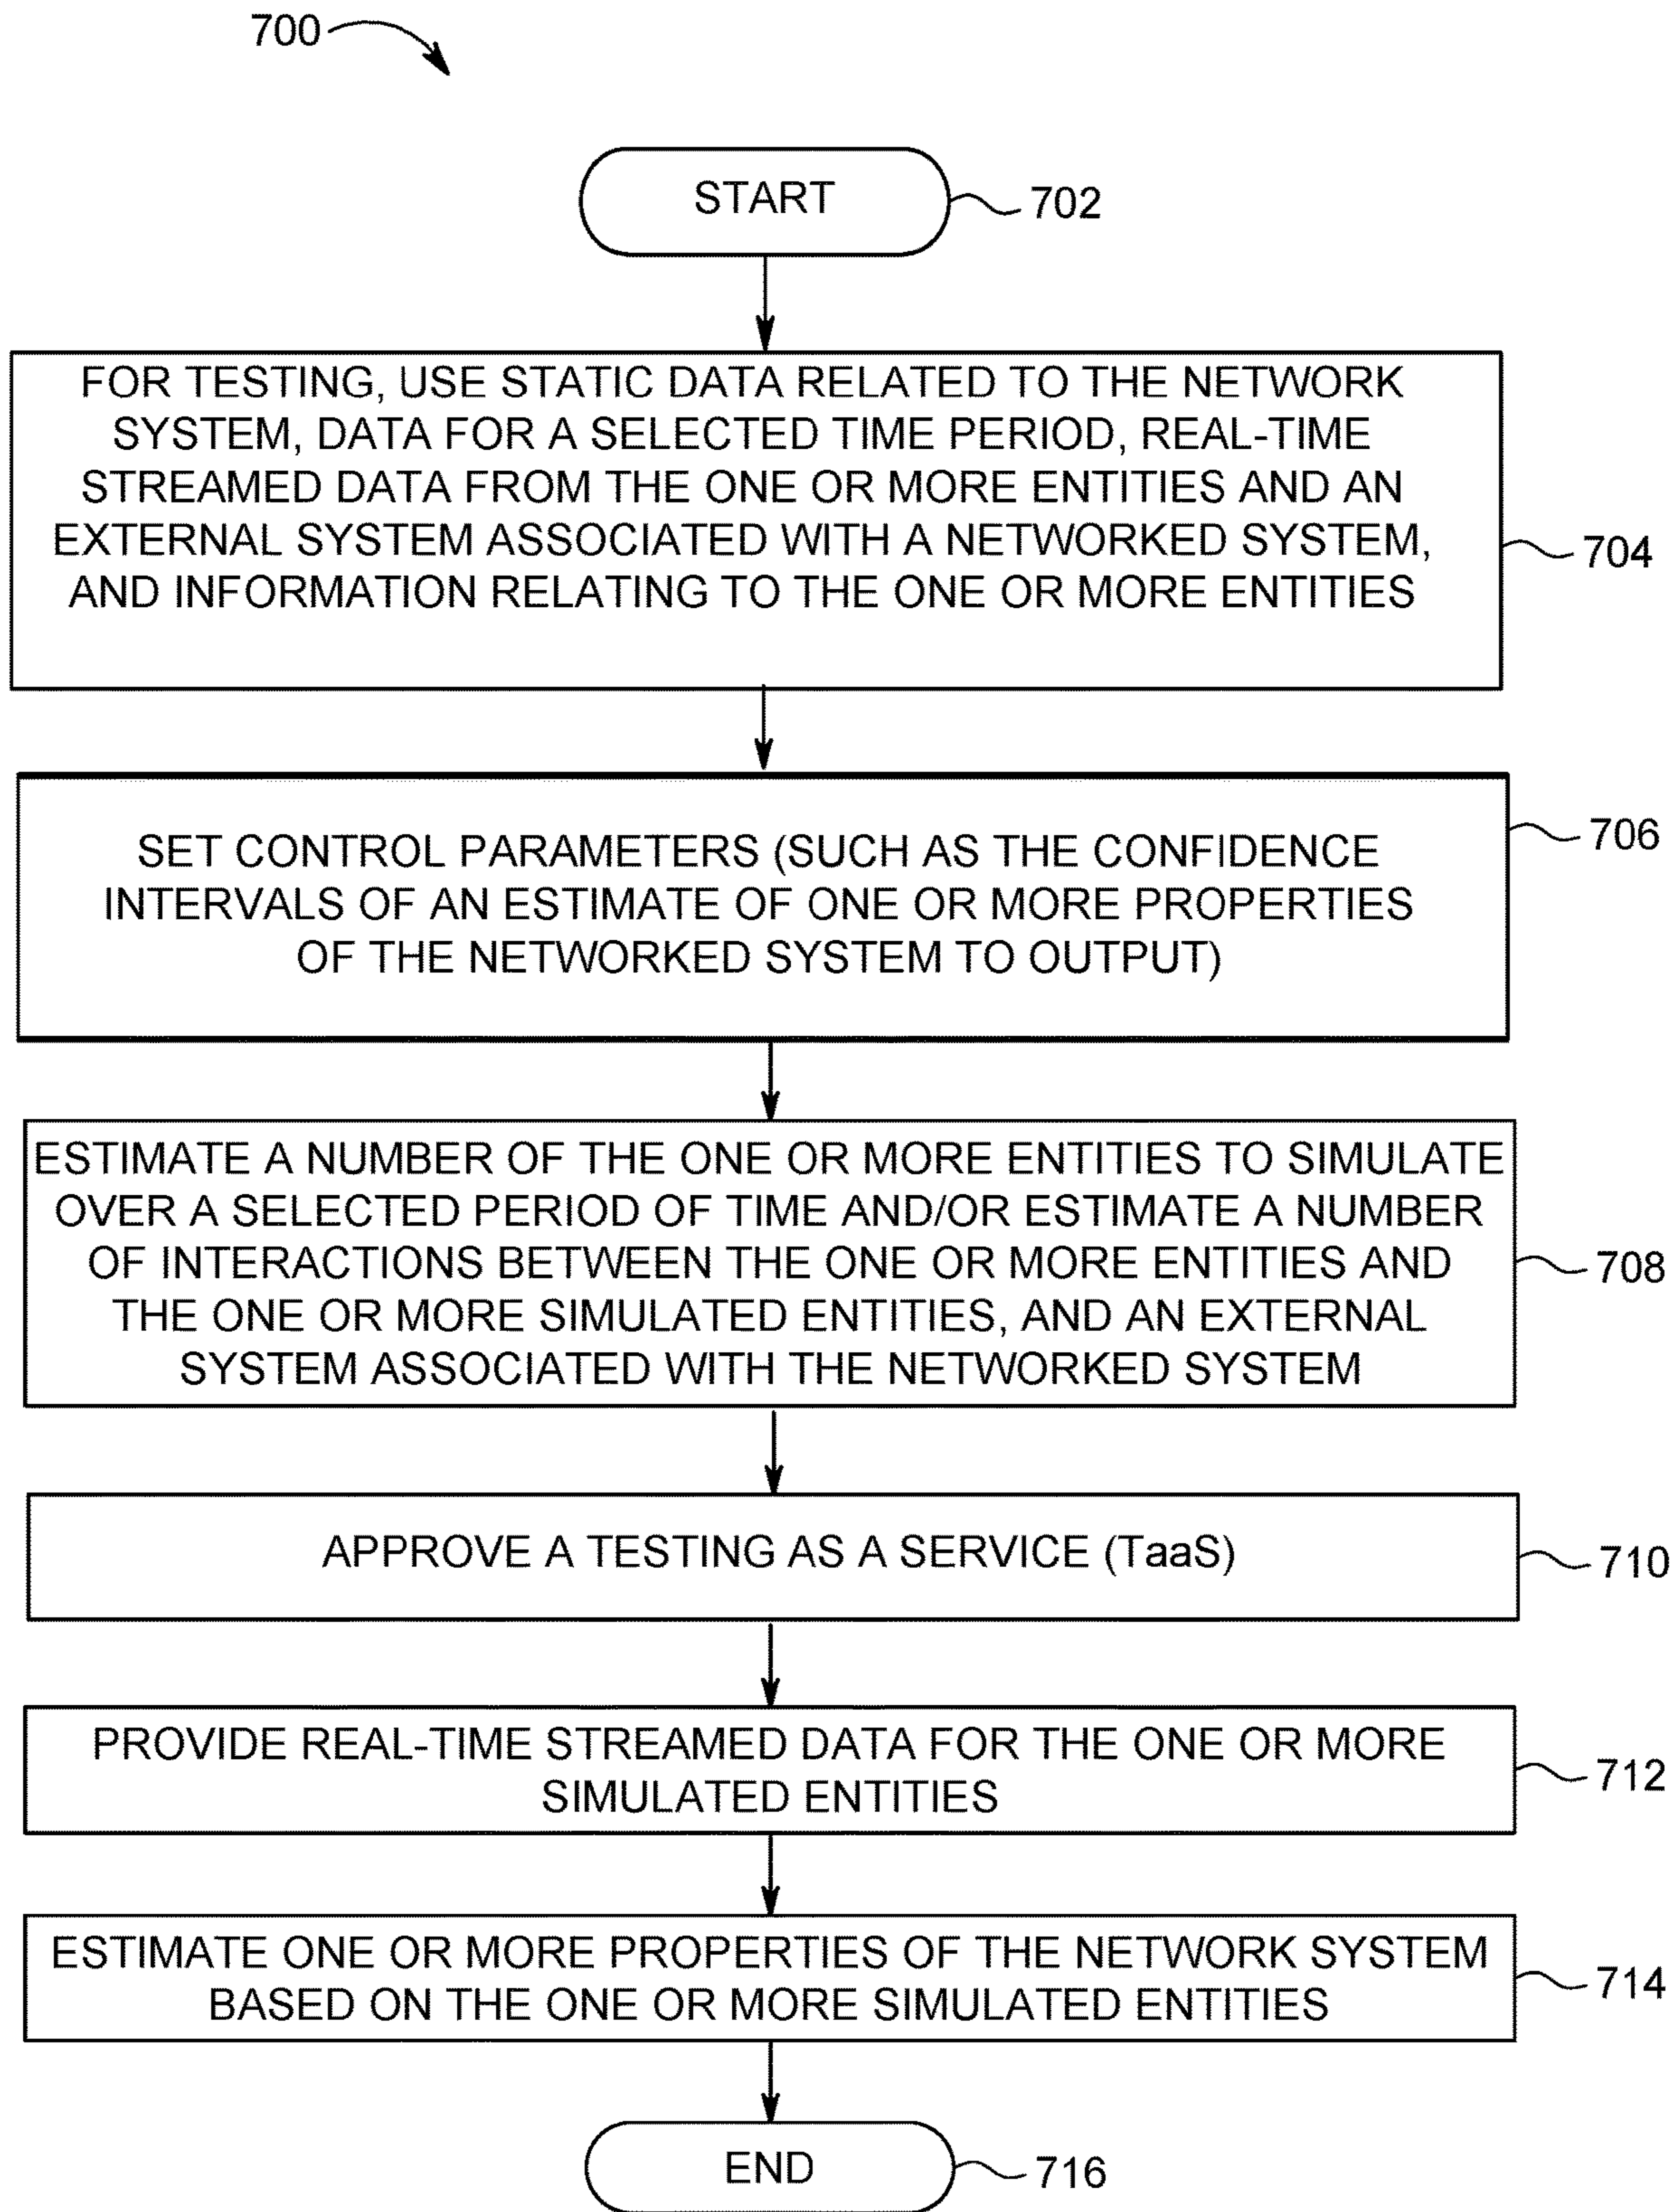 700
START
702
FOR TESTING, USE STATIC DATA RELATED TO THE NETWORK
SYSTEM, DATA FOR A SELECTED TIME PERIOD, REAL-TIME
STREAMED DATA FROM THE ONE OR MORE ENTITIES AND AN
EXTERNAL SYSTEM ASSOCIATED WITH A NETWORKED SYSTEM,
AND INFORMATION RELATING TO THE ONE OR MORE ENTITIES
704
SET CONTROL PARAMETERS (SUCH AS THE CONFIDENCE
INTERVALS OF AN ESTIMATE OF ONE OR MORE PROPERTIES
OF THE NETWORKED SYSTEM TO OUTPUT)
706
ESTIMATE A NUMBER OF THE ONE OR MORE ENTITIES TO SIMULATE
OVER A SELECTED PERIOD OF TIME AND/OR ESTIMATE A NUMBER
OF INTERACTIONS BETWEEN THE ONE OR MORE ENTITIES AND
THE ONE OR MORE SIMULATED ENTITIES, AND AN EXTERNAL
SYSTEM ASSOCIATED WITH THE NETWORKED SYSTEM
708
APPROVE A TESTING AS A SERVICE (TaaS)
710
PROVIDE REAL-TIME STREAMED DATA FOR THE ONE OR MORE
SIMULATED ENTITIES
712
ESTIMATE ONE OR MORE PROPERTIES OF THE NETWORK SYSTEM
BASED ON THE ONE OR MORE SIMULATED ENTITIES
714
END
716